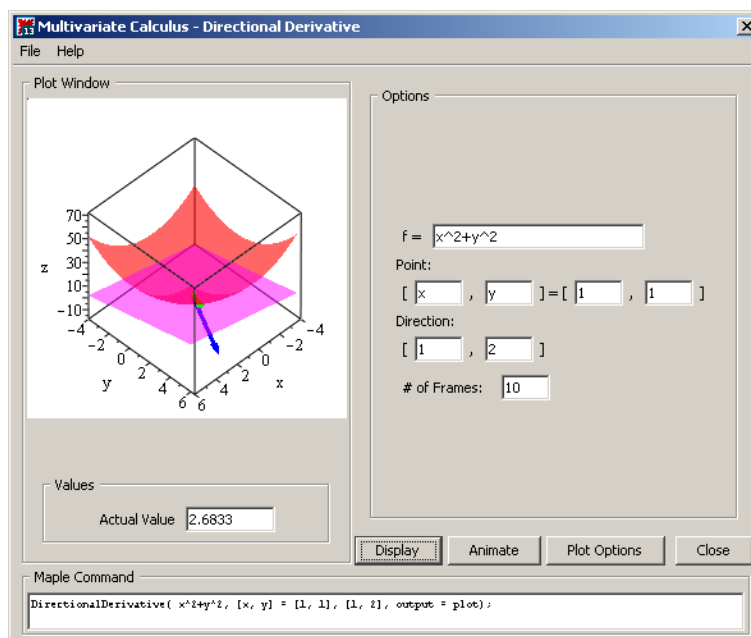 13 Multivariate Calculus - Directional Derivative
File Help
Plot Window
70
50
z 30
10
-10
-4 -4
-2 -2
0 0
y 2 2 x
4 4
6 6
Values
Actual Value 2.6833
Options
f = x^2+y^2
Point:
[ x , y ]=[ 1 , 1 ]
Direction:
[ 1 , 2 ]
# of Frames: 10
Display Animate Plot Options Close
Maple Command
DirectionalDerivative( x^2+y^2, [x, y] = [1, 1], [1, 2], output = plot);